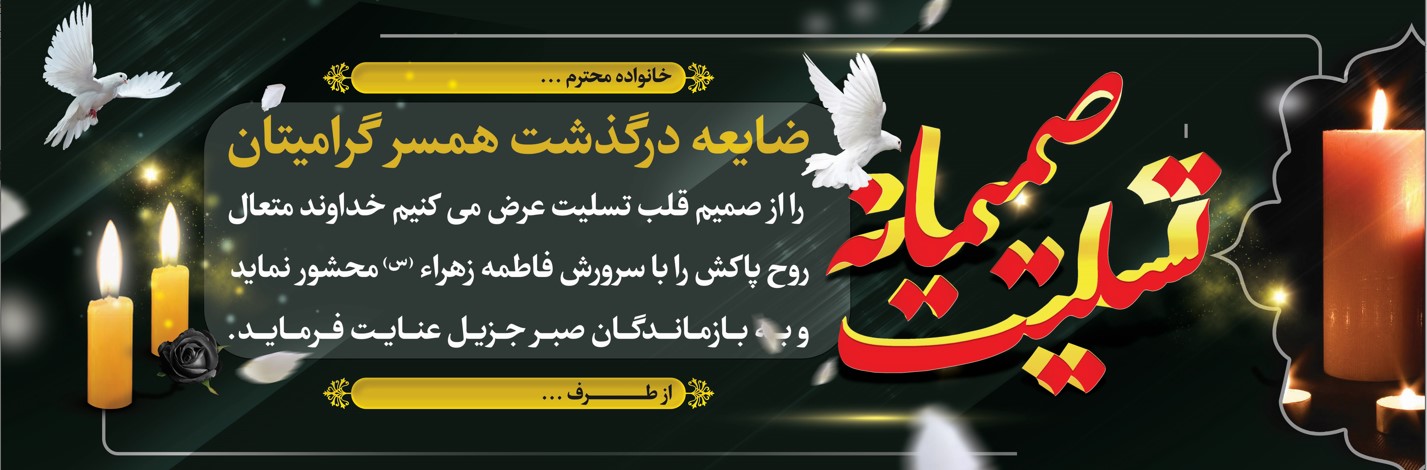 تسلیت صمیمانه
خانواده محترم ...
ضایعه درگذشت همسر گرامیتان
را از صمیم قلب تسلیت عرض می کنیم خداوند متعال
روح پاکش را با سرورش فاطمه زهراء (س) محشور نماید
و به بازماندگان صبر جزیل عنایت فرماید.
از طرف ...